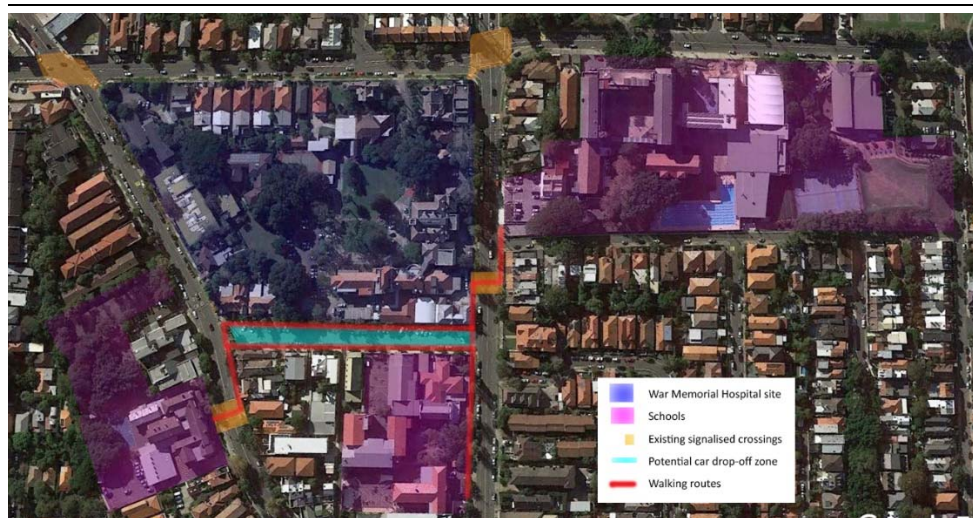 War Memorial Hospital site
Schools
Existing signalised crossings
Potential car drop-off zone
Walking routes